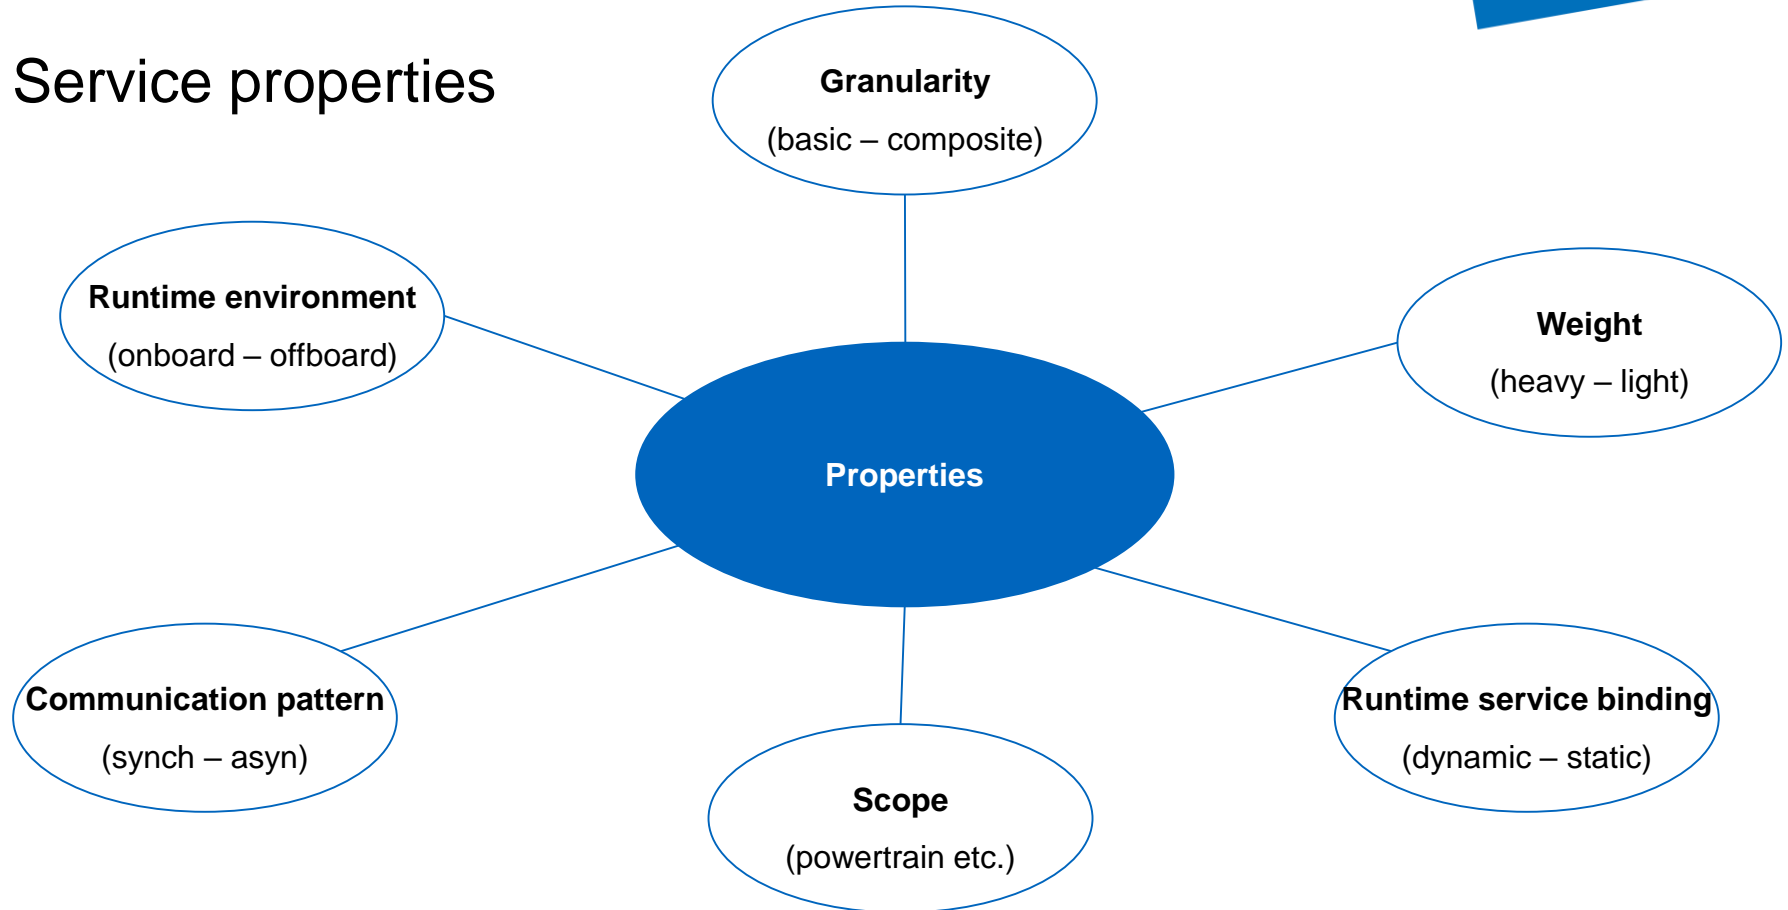 Service properties
Granularity
(basic – composite)
Runtime environment
(onboard – offboard)
Weight
(heavy – light)
Properties
Communication pattern
(synch – asyn)
Runtime service binding
(dynamic – static)
Scope
(powertrain etc.)